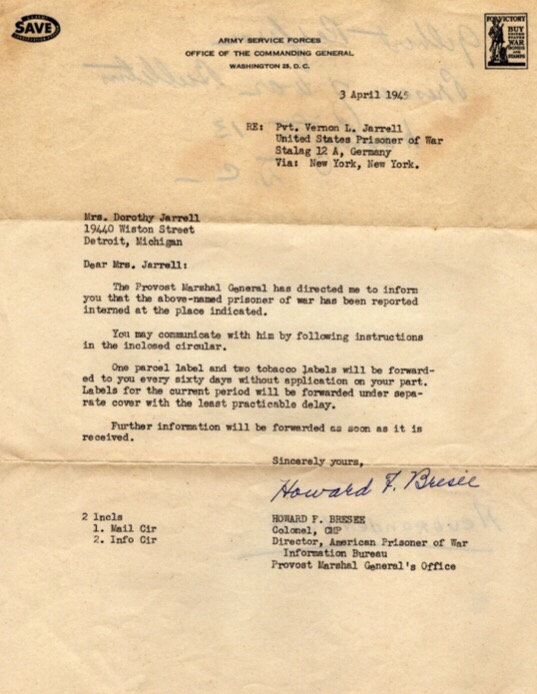 SAVE
ARMY SERVICE FORCES
OFFICE OF THE COMMANDING GENERAL
WASHINGTON 25, D. C.
FOR VICTORY
BUY
UNITED
STATES
WAR
BONDS
AND
STAMPS
3 April 1945
RE: Pvt. Vernon L. Jarrell
United States Prisoner of War
Stalag 12 A, Germany
Via: New York, New York.
Mrs. Dorothy Jarrell
19440 Wiston Street
Detroit, Michigan
Dear Mrs. Jarrell:
The Provost Marshal General has directed me to inform
you that the above-named prisoner of war has been reported
interned at the place indicated.
You may communicate with him by following instructions
in the inclosed circular.
One parcel label and two tobacco labels will be forward-
ed to you every sixty days without application on your part.
Labels for the current period will be forwarded under sepa-
rate cover with the least practicable delay.
Further information will be forwarded as soon as it is
received.
Sincerely yours,
Howard F. Bresee
2 Incls
1. Mail Cir
2. Info Cir
HOWARD F. BRESEE
Colonel, CMP
Director, American Prisoner of War
Information Bureau
Provost Marshal General's Office